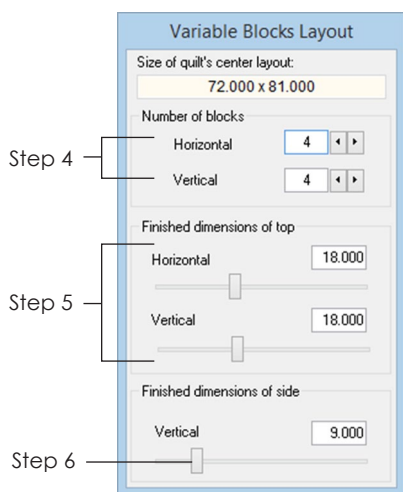 Variable Blocks Layout
Size of quilt's center layout:
72.000 x 81.000
Number of blocks
Step 4
Horizontal 4
Vertical 4
Finished dimensions of top
Horizontal 18.000
Step 5
Vertical 18.000
Finished dimensions of side
Vertical 9.000
Step 6